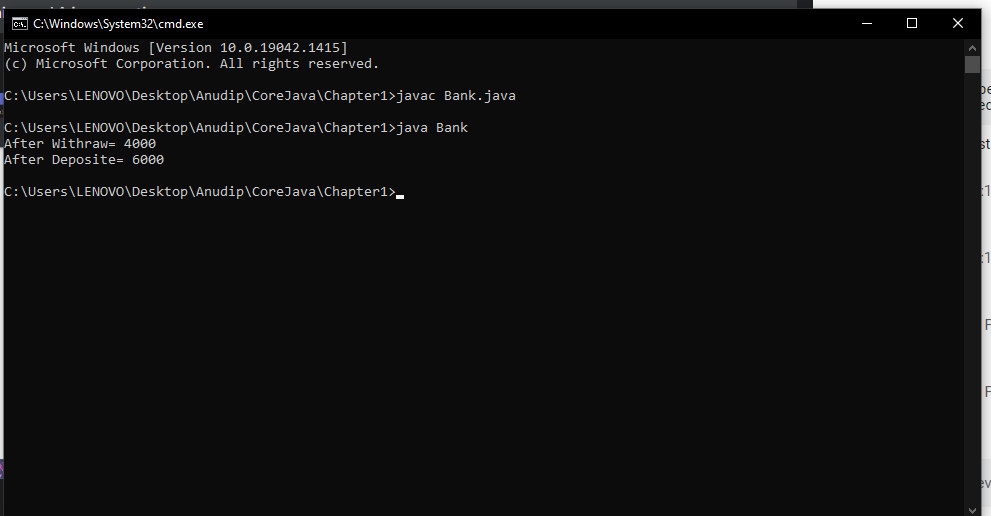 C:\Windows\System32\cmd.exe
Microsoft Windows [Version 10.0.19042.1415]
(c) Microsoft Corporation. All rights reserved.
C:\Users\LENOVO\Desktop\Anudip\CoreJava\Chapter1>javac Bank.java
C:\Users\LENOVO\Desktop\Anudip\CoreJava\Chapter1>java Bank
After Withraw= 4000
After Deposite= 6000
C:\Users\LENOVO\Desktop\Anudip\CoreJava\Chapter1>